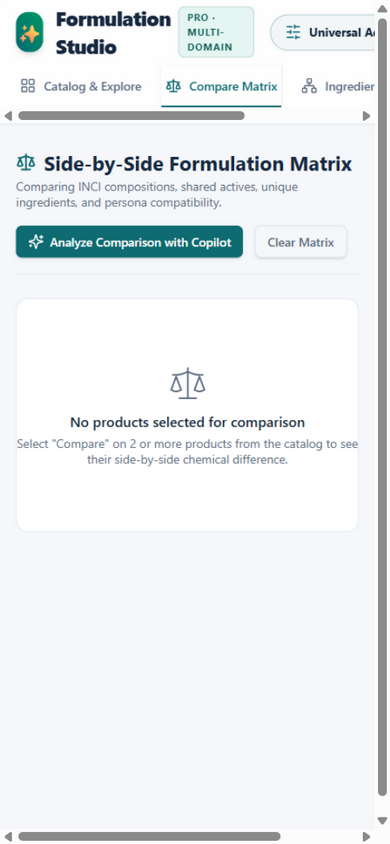 Formulation
Studio
PRO ·
MULTI-
DOMAIN
Universal
Catalog & Explore
Compare Matrix
Side-by-Side Formulation Matrix
Comparing INCI compositions, shared actives, unique
ingredients, and persona compatibility.
Analyze Comparison with Copilot
Clear Matrix
No products selected for comparison
Select "Compare" on 2 or more products from the catalog to see
their side-by-side chemical difference.